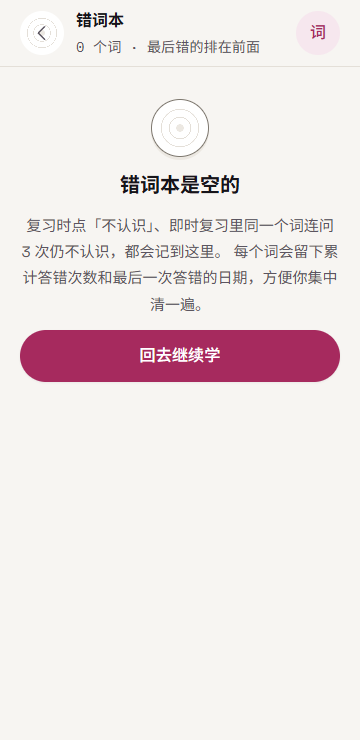 错词本
0 个词 · 最后错的排在前面
词
错词本是空的
复习时点「不认识」、即时复习里同一个词连问
3 次仍不认识，都会记到这里。 每个词会留下累
计答错次数和最后一次答错的日期，方便你集中
清一遍。
回去继续学